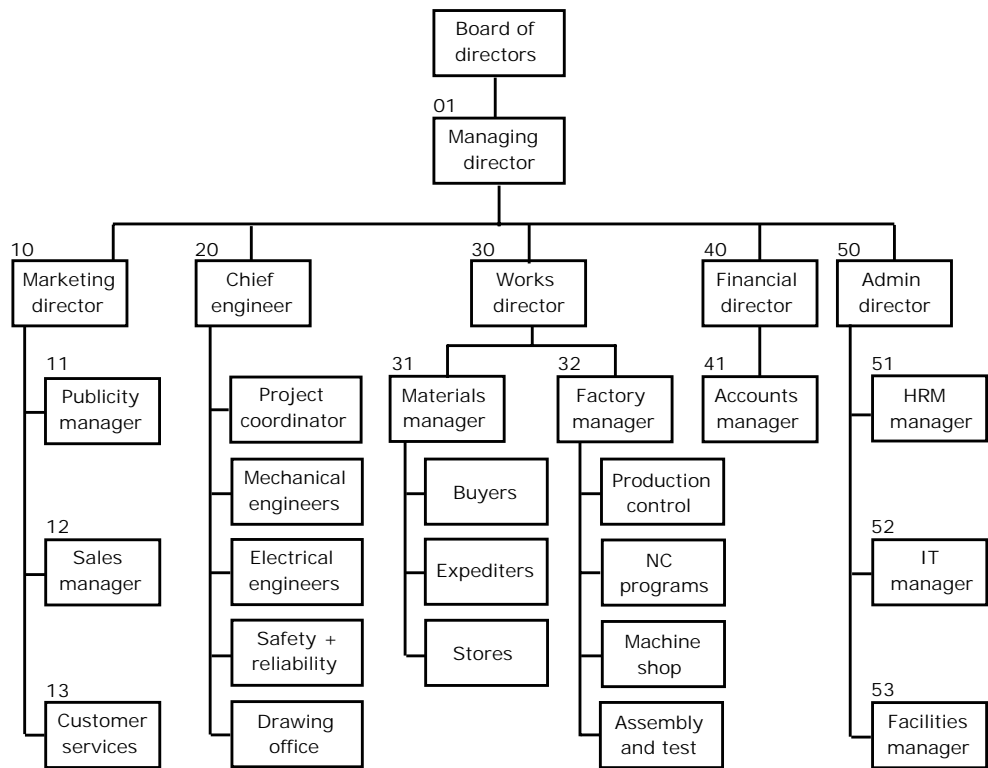 Board of
directors
01
Managing
director
10
Marketing
director
20
Chief
engineer
30
Works
director
40
Financial
director
50
Admin
director
11
Publicity
manager
12
Sales
manager
13
Customer
services
Project
coordinator
Mechanical
engineers
Electrical
engineers
Safety +
reliability
Drawing
office
31
Materials
manager
Buyers
Expediters
Stores
32
Factory
manager
Production
control
NC
programs
Machine
shop
Assembly
and test
41
Accounts
manager
51
HRM
manager
52
IT
manager
53
Facilities
manager